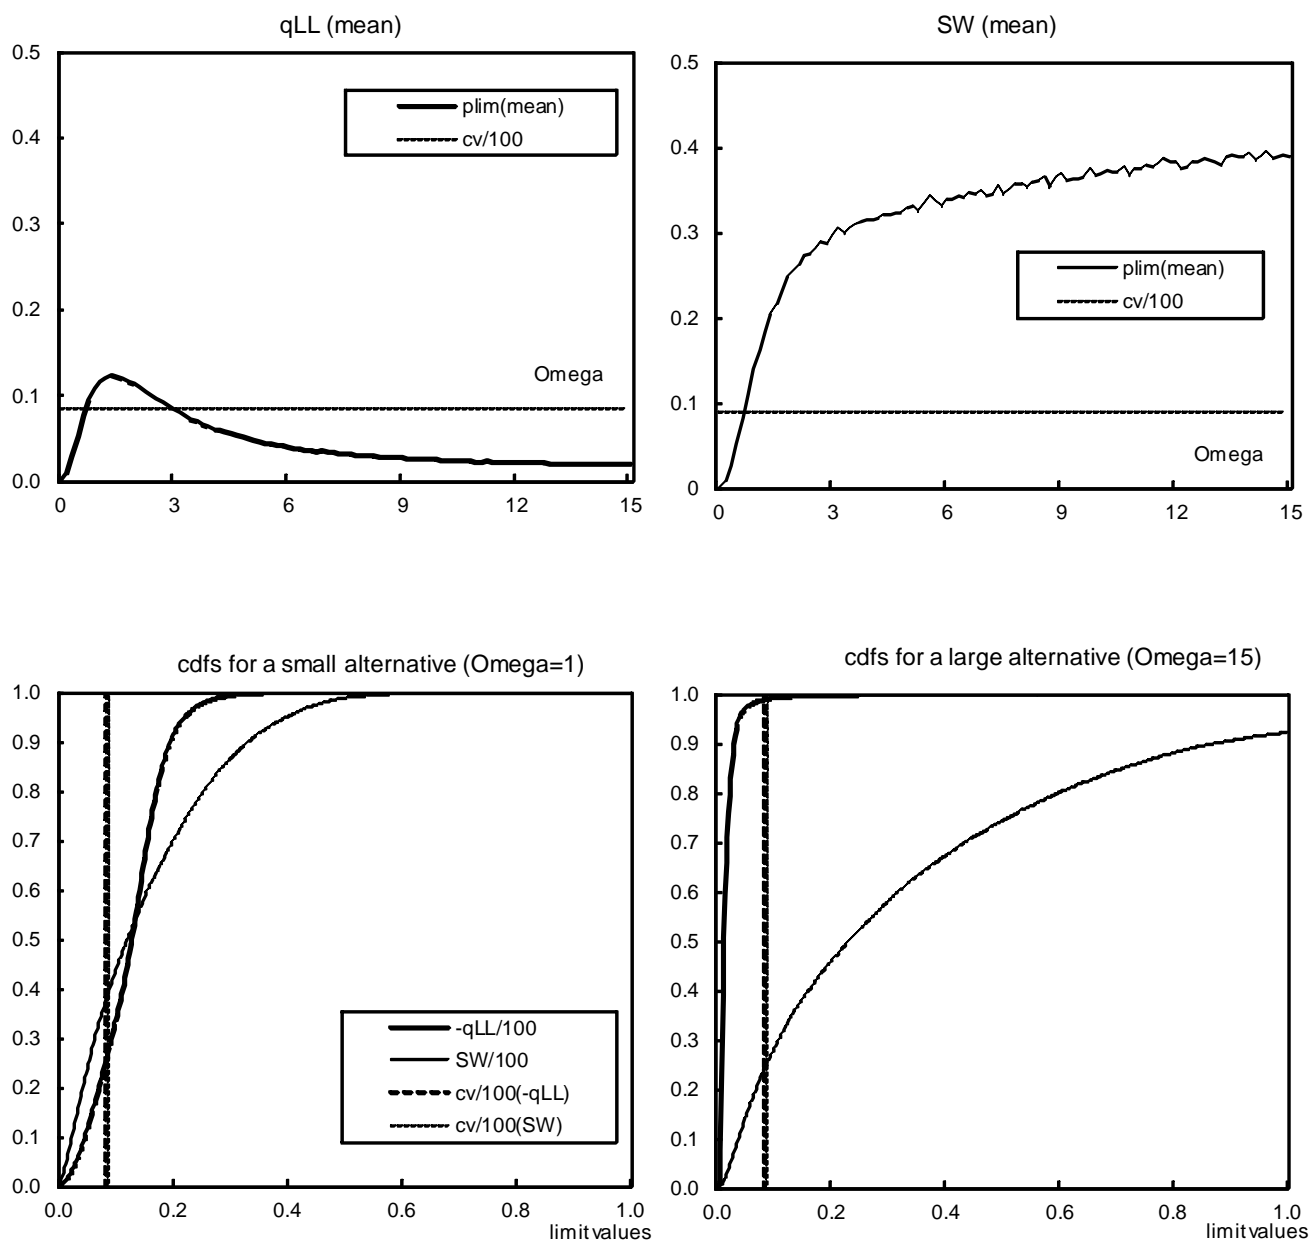 qLL (mean)
0.5
0.4
0.3
0.2
0.1
0.0
plim(mean)
cv/100
Omega
0 3 6 9 12 15
SW (mean)
0.5
0.4
0.3
0.2
0.1
0
plim(mean)
cv/100
Omega
0 3 6 9 12 15
cdfs for a small alternative (Omega=1)
1.0
0.9
0.8
0.7
0.6
0.5
0.4
0.3
0.2
0.1
0.0
-qLL/100
SW/100
cv/100(-qLL)
cv/100(SW)
0.0 0.2 0.4 0.6 0.8 1.0
limitvalues
cdfs for a large alternative (Omega=15)
1.0
0.9
0.8
0.7
0.6
0.5
0.4
0.3
0.2
0.1
0.0
0.0 0.2 0.4 0.6 0.8 1.0
limitvalues